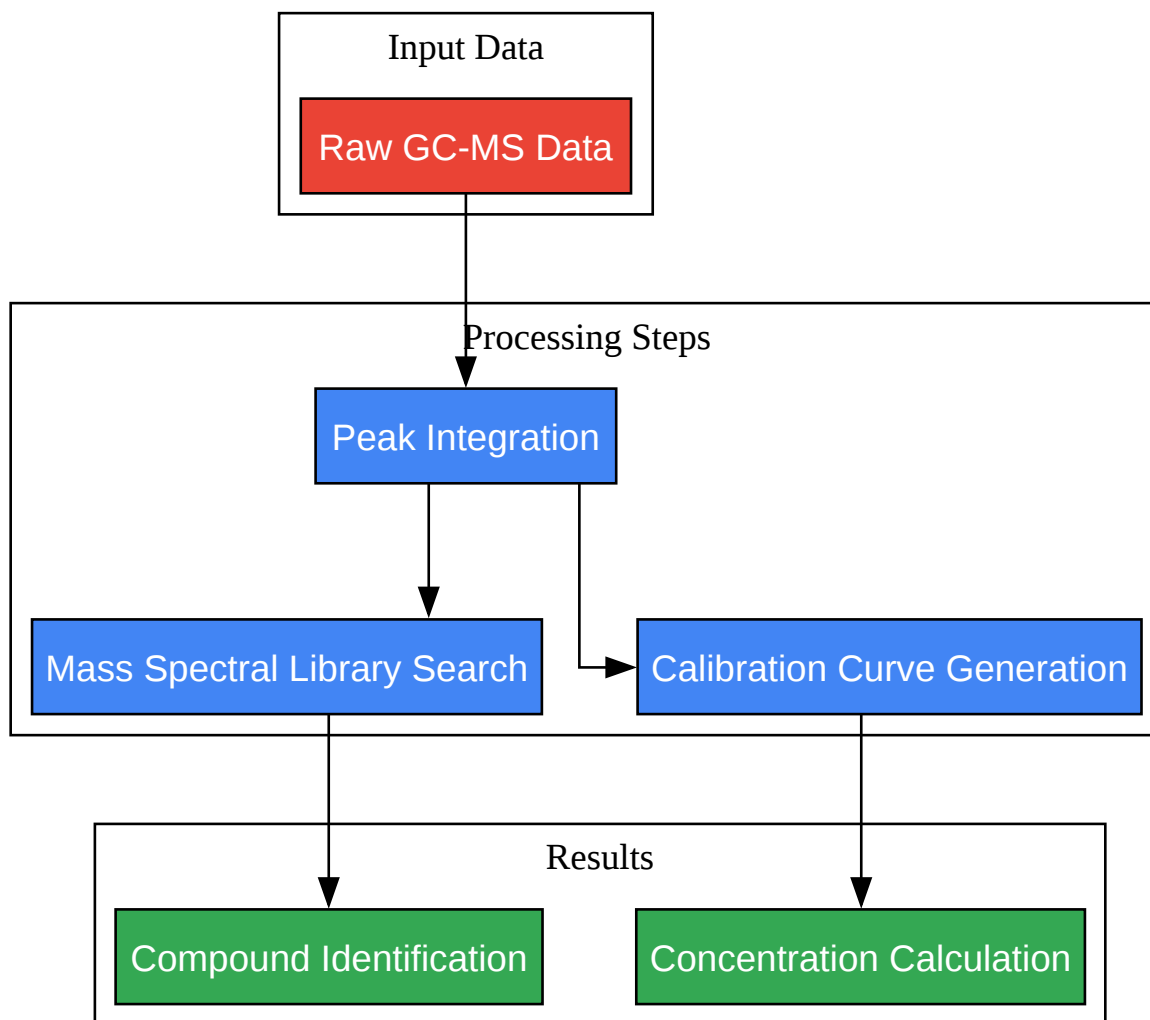 Input Data
Raw GC-MS Data
Processing Steps
Peak Integration
Mass Spectral Library Search
Calibration Curve Generation
Results
Compound Identification
Concentration Calculation